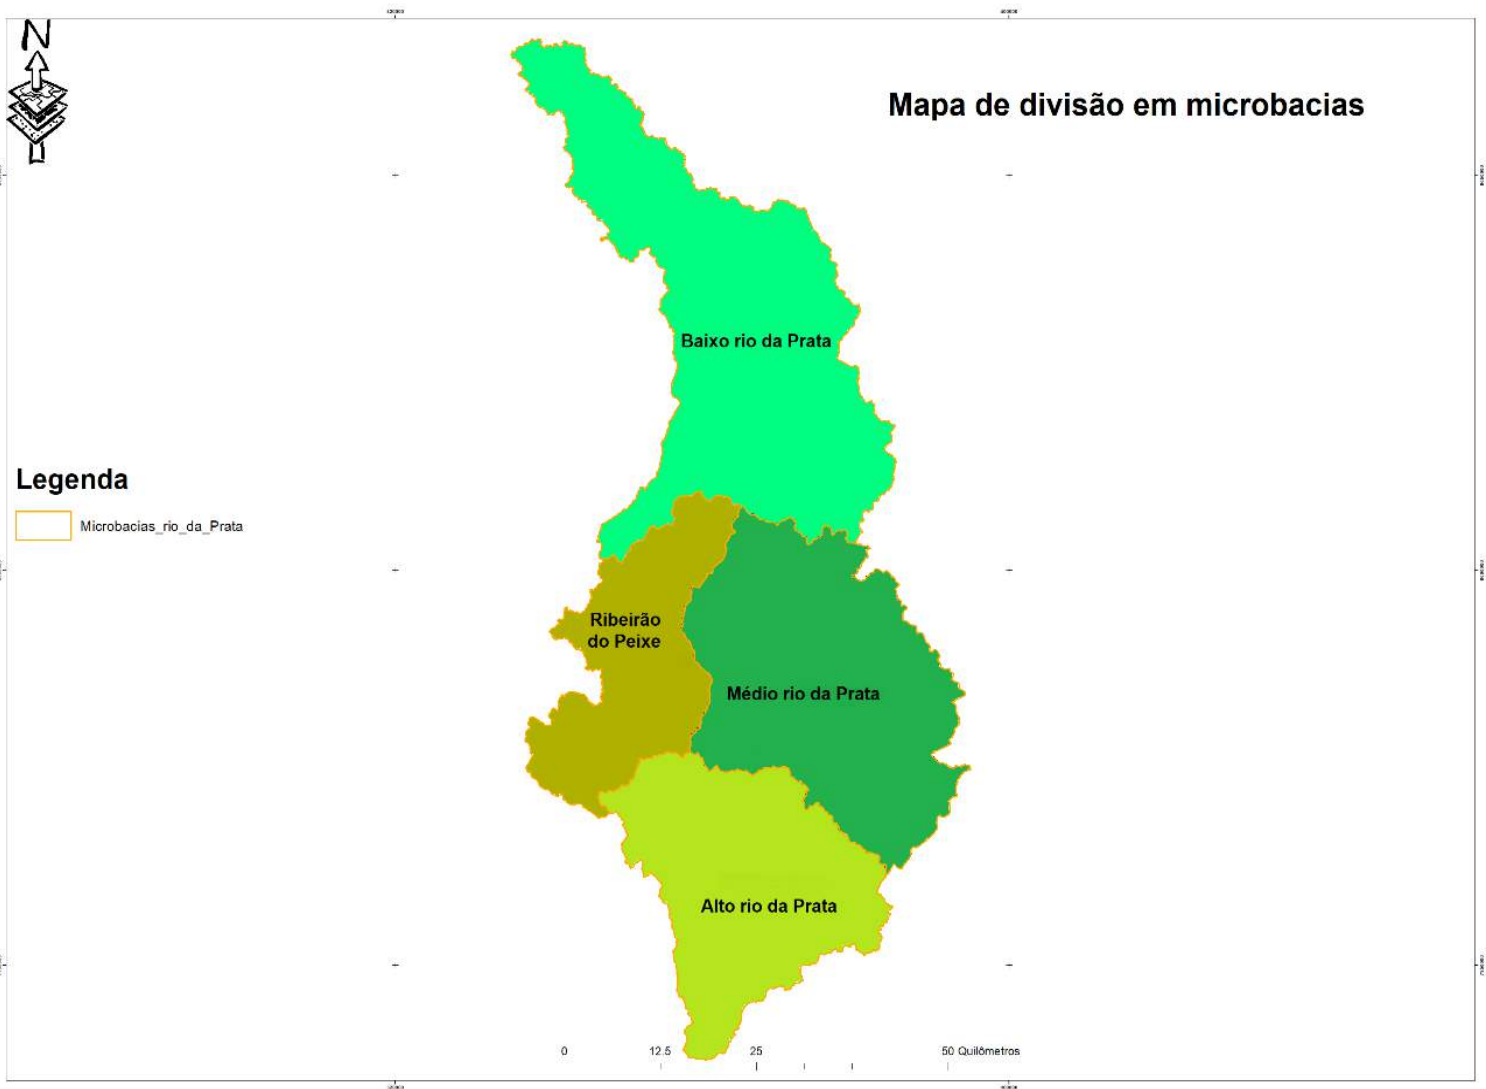 N
Mapa de divisão em microbacias
Baixo rio da Prata
Legenda
Microbacias_rio_da_Prata
Ribeirão
do Peixe
Médio rio da Prata
Alto rio da Prata
0 12.5 25 50 Quilômetros